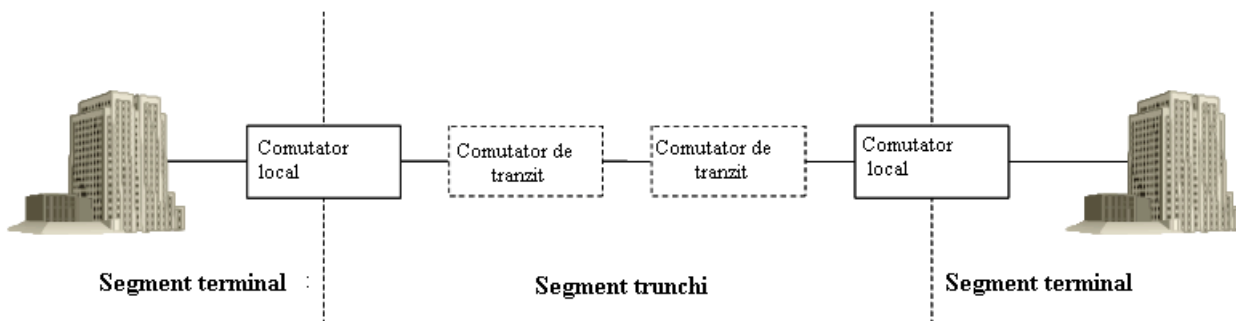 Comutator
local
Comutator de
tranzit
Comutator de
tranzit
Comutator
local
Segment terminal :
Segment trunchi
Segment terminal